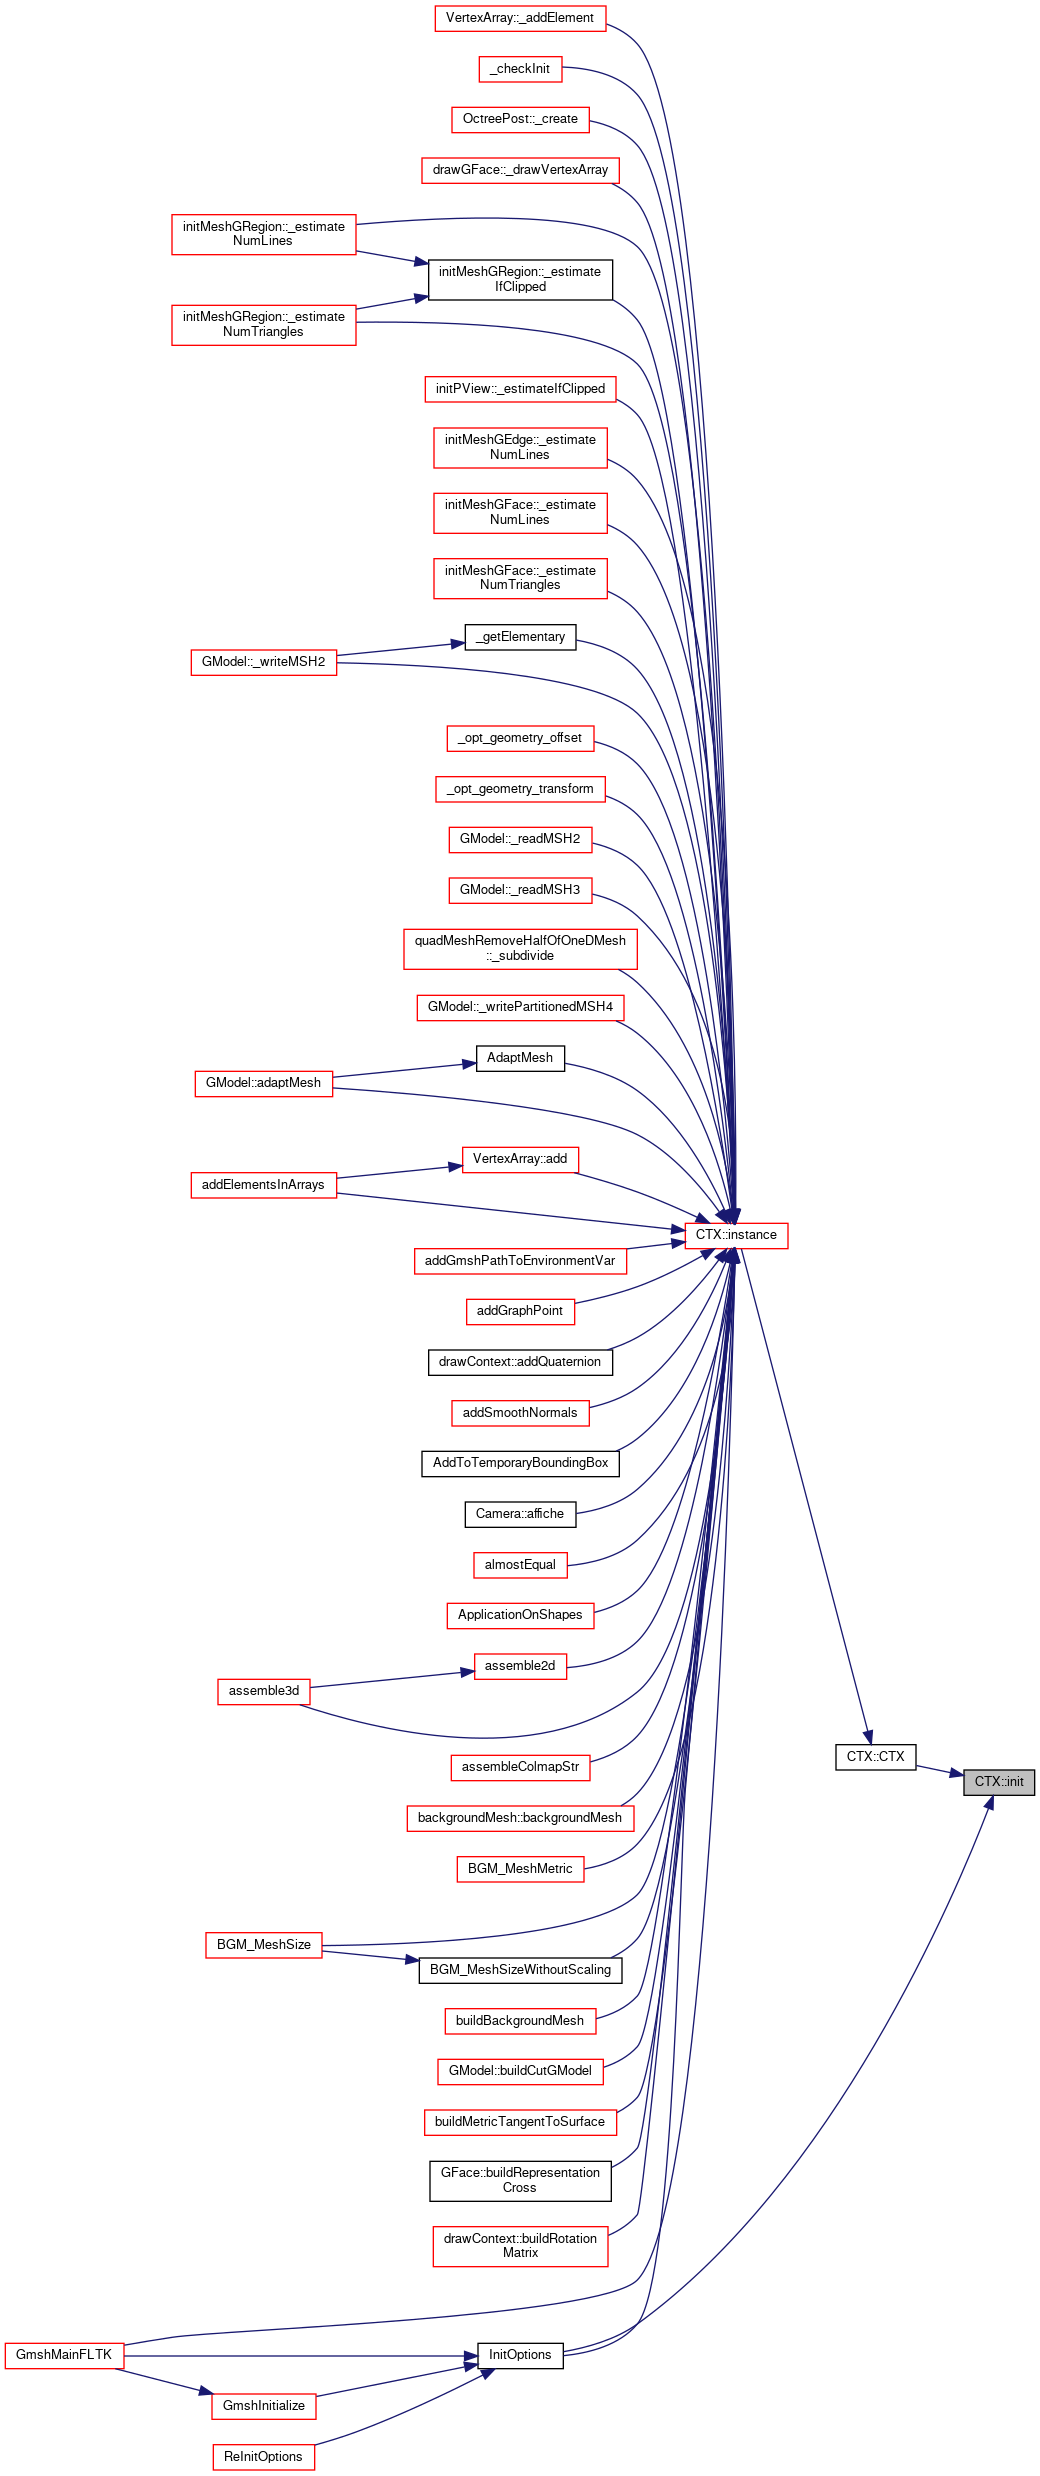 VertexArray::_addElement
_checkInit
OctreePost::_create
drawGFace::_drawVertexArray
initMeshGRegion::_estimate
NumLines
initMeshGRegion::_estimate
IfClipped
initMeshGRegion::_estimate
NumTriangles
initPView::_estimateIfClipped
initMeshGEdge::_estimate
NumLines
initMeshGFace::_estimate
NumLines
initMeshGFace::_estimate
NumTriangles
_getElementary
GModel::_writeMSH2
_opt_geometry_offset
_opt_geometry_transform
GModel::_readMSH2
GModel::_readMSH3
quadMeshRemoveHalfOfOneDMesh
::_subdivide
GModel::_writePartitionedMSH4
AdaptMesh
GModel::adaptMesh
VertexArray::add
addElementsInArrays
CTX::instance
addGmshPathToEnvironmentVar
addGraphPoint
drawContext::addQuaternion
addSmoothNormals
AddToTemporaryBoundingBox
Camera::affiche
almostEqual
ApplicationOnShapes
assemble2d
assemble3d
assembleColmapStr
CTX::CTX
CTX::init
backgroundMesh::backgroundMesh
BGM_MeshMetric
BGM_MeshSize
BGM_MeshSizeWithoutScaling
buildBackgroundMesh
GModel::buildCutGModel
buildMetricTangentToSurface
GFace::buildRepresentation
Cross
drawContext::buildRotation
Matrix
GmshMainFLTK
InitOptions
GmshInitialize
ReInitOptions